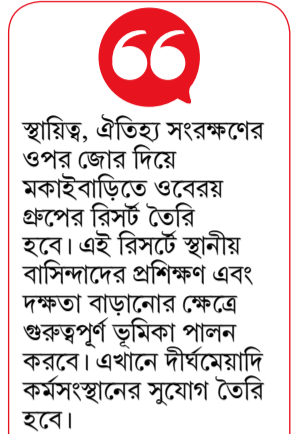 স্থায়িত্ব, ঐতিহ্য সংরক্ষণের
ওপর জোর দিয়ে
মকাইবাড়িতে ওবেরয়
গ্রুপের রিসর্ট তৈরি
হবে। এই রিসর্টে স্থানীয়
বাসিন্দাদের প্রশিক্ষণ এবং
দক্ষতা বাড়ানোর ক্ষেত্রে
গুরুত্বপূর্ণ ভূমিকা পালন
করবে। এখানে দীর্ঘমেয়াদি
কর্মসংস্থানের সুযোগ তৈরি
হবে।